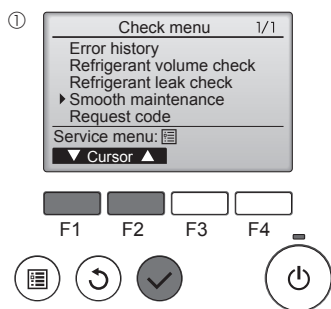 ①
Check menu 1/1
Error history
Refrigerant volume check
Refrigerant leak check
Smooth maintenance
Request code
Service menu:
▼ Cursor ▲
F1 F2 F3 F4